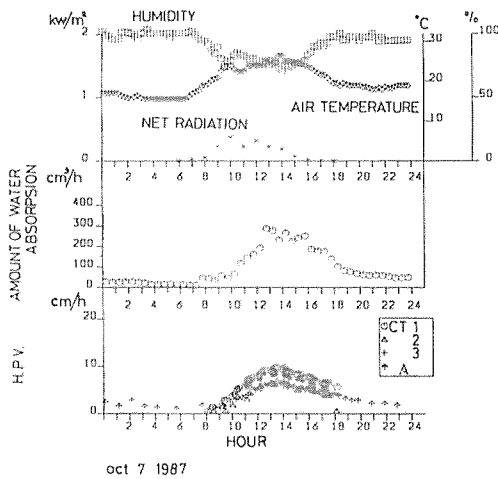 HUMIDITY
kw/m² °C %
2 30 100
AIR TEMPERATURE
1 20 50
NET RADIATION
10
0 0
2 4 6 8 10 12 14 16 18 20 22 24
cm³/h
AMOUNT OF WATER ABSORPSION
400
300
200
100
0
2 4 6 8 10 12 14 16 18 20 22 24
cm/h
H.P.V.
20
10
0
CT 1
2
3
A
2 4 6 8 10 12 14 16 18 20 22 24
HOUR
oct 7 1987